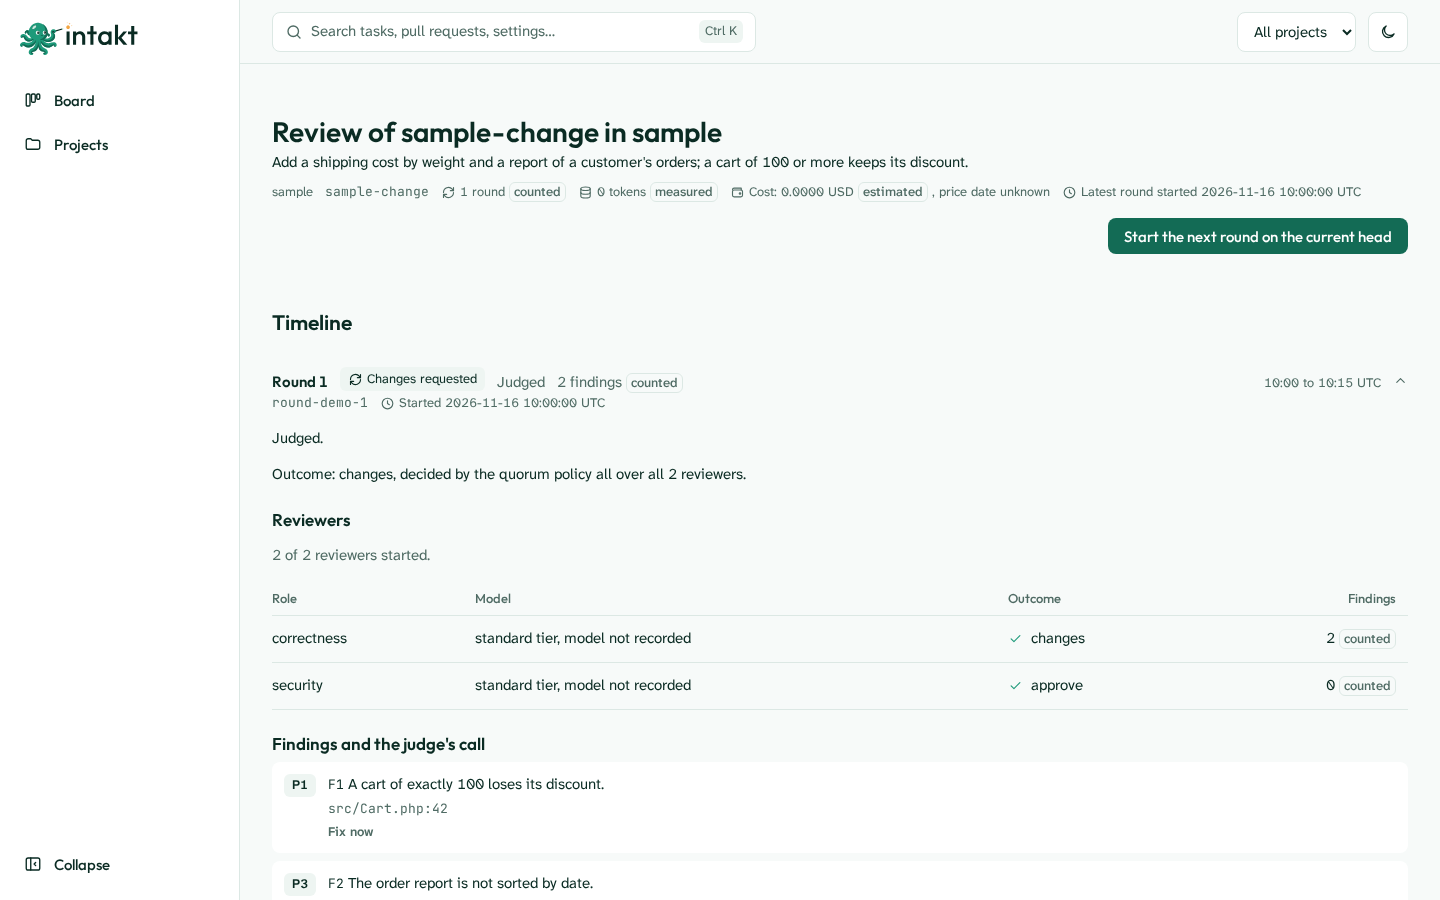 intakt
Search tasks, pull requests, settings...
Ctrl K
All projects
Board
Projects
Review of sample-change in sample
Add a shipping cost by weight and a report of a customer's orders; a cart of 100 or more keeps its discount.
sample sample-change 1 round counted 0 tokens measured Cost: 0.0000 USD estimated , price date unknown Latest round started 2026-11-16 10:00:00 UTC
Start the next round on the current head
Timeline
Round 1 Changes requested Judged 2 findings counted 10:00 to 10:15 UTC
round-demo-1 Started 2026-11-16 10:00:00 UTC
Judged.
Outcome: changes, decided by the quorum policy all over all 2 reviewers.
Reviewers
2 of 2 reviewers started.
Role Model Outcome Findings
correctness standard tier, model not recorded changes 2 counted
security standard tier, model not recorded approve 0 counted
Findings and the judge's call
P1 F1 A cart of exactly 100 loses its discount.
src/Cart.php:42
Fix now
P3 F2 The order report is not sorted by date.
Collapse